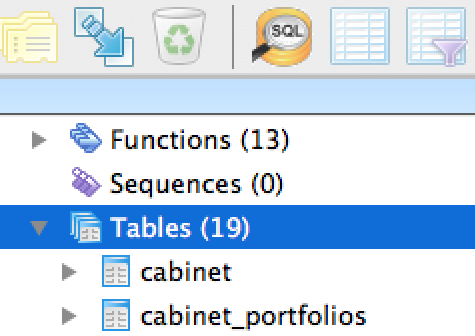 SQL
Functions (13)
Sequences (0)
Tables (19)
cabinet
cabinet_portfolios